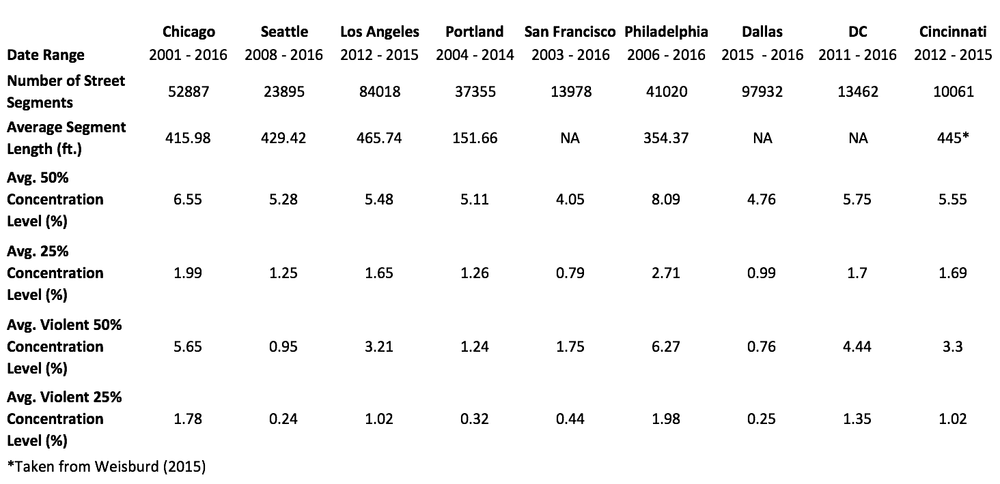 Chicago Seattle Los Angeles Portland San Francisco Philadelphia Dallas DC Cincinnati
Date Range 2001 - 2016 2008 - 2016 2012 - 2015 2004 - 2014 2003 - 2016 2006 - 2016 2015 - 2016 2011 - 2016 2012 - 2015
Number of Street
Segments 52887 23895 84018 37355 13978 41020 97932 13462 10061
Average Segment
Length (ft.) 415.98 429.42 465.74 151.66 NA 354.37 NA NA 445*
Avg. 50%
Concentration 6.55 5.28 5.48 5.11 4.05 8.09 4.76 5.75 5.55
Level (%)
Avg. 25%
Concentration 1.99 1.25 1.65 1.26 0.79 2.71 0.99 1.7 1.69
Level (%)
Avg. Violent 50%
Concentration 5.65 0.95 3.21 1.24 1.75 6.27 0.76 4.44 3.3
Level (%)
Avg. Violent 25%
Concentration 1.78 0.24 1.02 0.32 0.44 1.98 0.25 1.35 1.02
Level (%)
*Taken from Weisburd (2015)